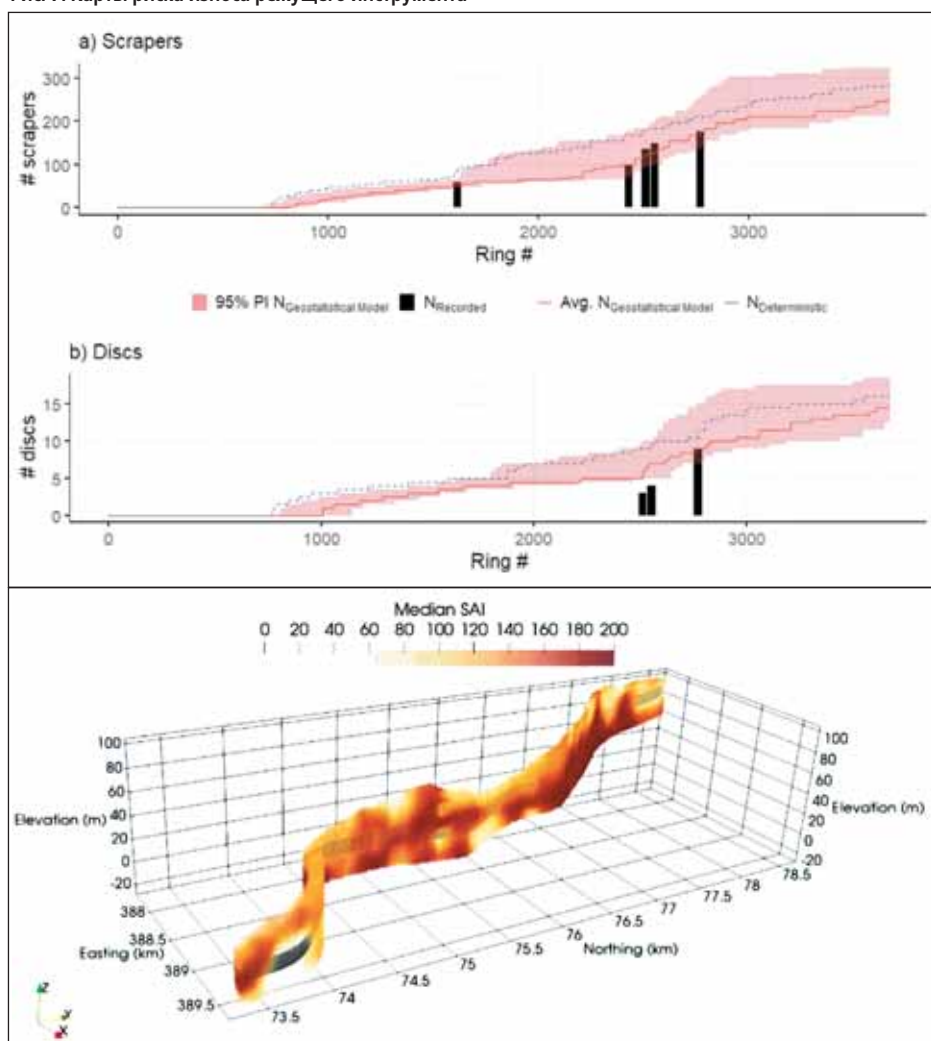 a) Scrapers
# scrapers
300
200
100
0
0 1000 2000 3000
Ring #
95% PI N Geostatistical Model N Recorded Avg. N Geostatistical Model N Deterministic
b) Discs
# discs
15
10
5
0
0 1000 2000 3000
Ring #
Median SAI
0 20 40 60 80 100 120 140 160 180 200
100
80
60
Elevation (m) 40
20
0
-20
100
80
60
40 Elevation (m)
20
0
-20
388
388.5
Easting (km)
389
389.5
73.5 74 74.5 75 75.5 76 76.5 77 77.5 78 78.5
Northing (km)
Z
Y
X